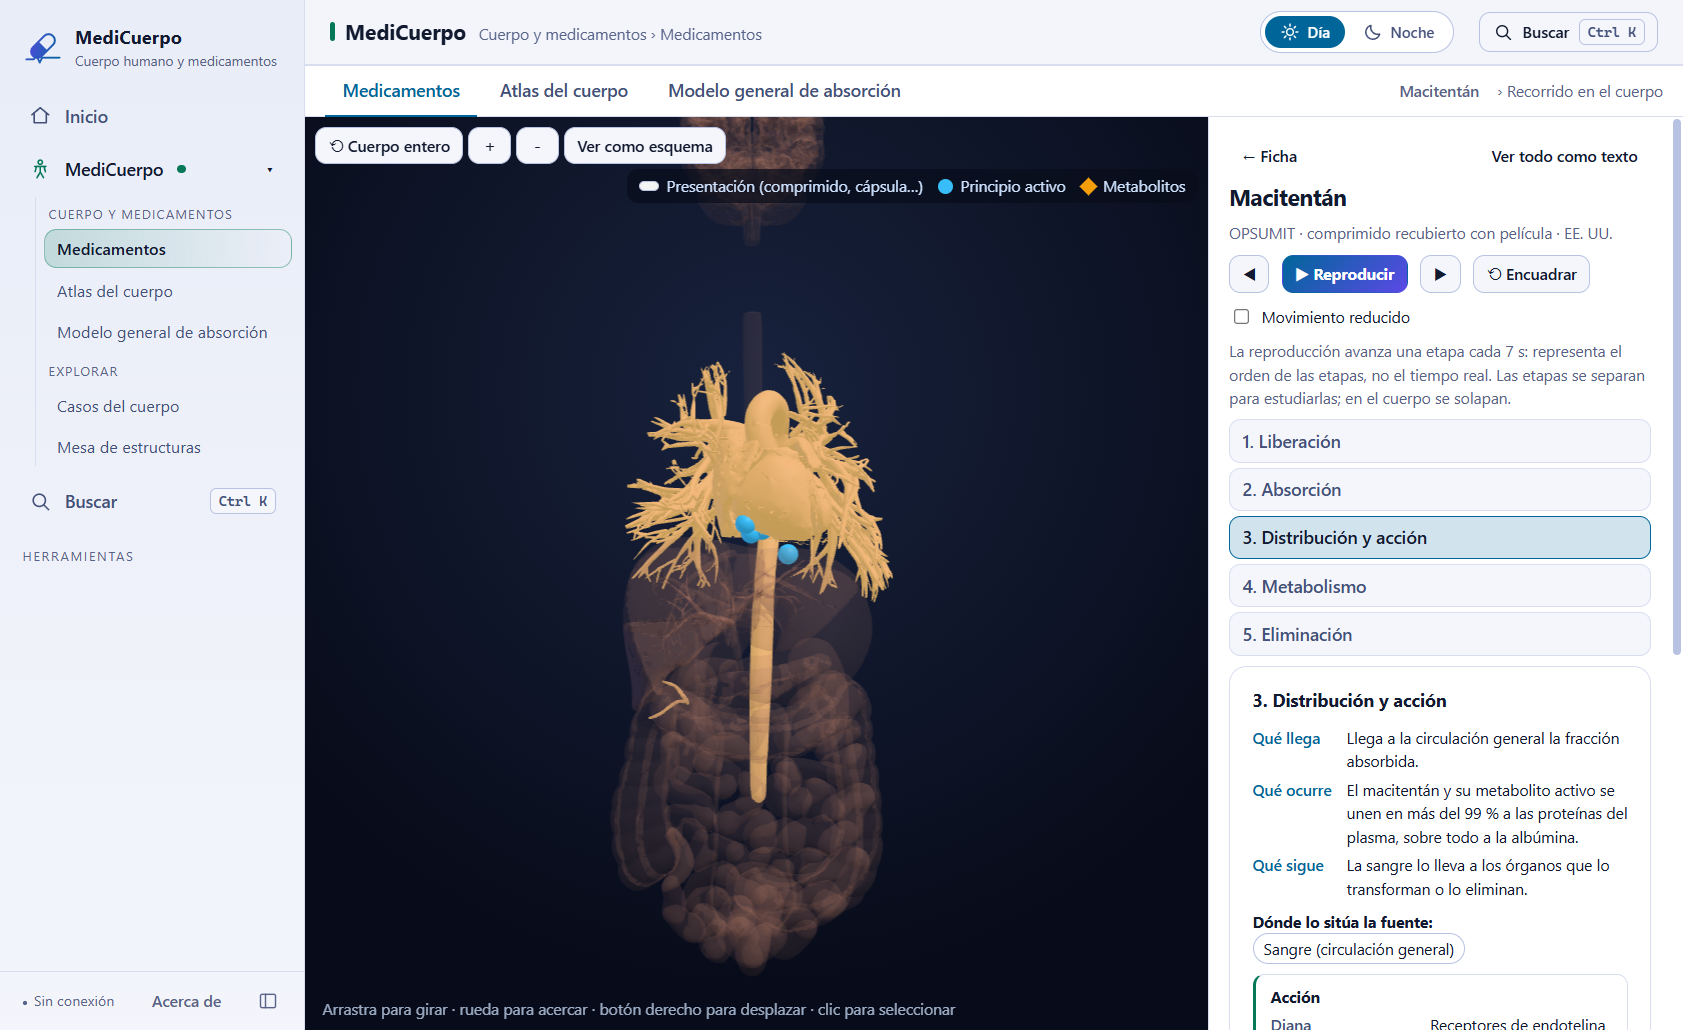 MediCuerpo
Cuerpo humano y medicamentos
Inicio
MediCuerpo
CUERPO Y MEDICAMENTOS
Medicamentos
Atlas del cuerpo
Modelo general de absorción
EXPLORAR
Casos del cuerpo
Mesa de estructuras
Buscar Ctrl K
HERRAMIENTAS
Sin conexión
Acerca de
MediCuerpo
Cuerpo y medicamentos › Medicamentos
Día
Noche
Buscar Ctrl K
Medicamentos
Atlas del cuerpo
Modelo general de absorción
Macitentán › Recorrido en el cuerpo
Cuerpo entero
+
-
Ver como esquema
Presentación (comprimido, cápsula...)
Principio activo
Metabolitos
Arrastra para girar · rueda para acercar · botón derecho para desplazar · clic para seleccionar
← Ficha
Ver todo como texto
Macitentán
OPSUMIT · comprimido recubierto con película · EE. UU.
Reproducir
Encuadrar
Movimiento reducido
La reproducción avanza una etapa cada 7 s: representa el
orden de las etapas, no el tiempo real. Las etapas se separan
para estudiarlas; en el cuerpo se solapan.
1. Liberación
2. Absorción
3. Distribución y acción
4. Metabolismo
5. Eliminación
3. Distribución y acción
Qué llega
Llega a la circulación general la fracción
absorbida.
Qué ocurre
El macitentán y su metabolito activo se
unen en más del 99 % a las proteínas del
plasma, sobre todo a la albúmina.
Qué sigue
La sangre lo lleva a los órganos que lo
transforman o lo eliminan.
Dónde lo sitúa la fuente:
Sangre (circulación general)
Acción
Diana
Receptores de endotelina